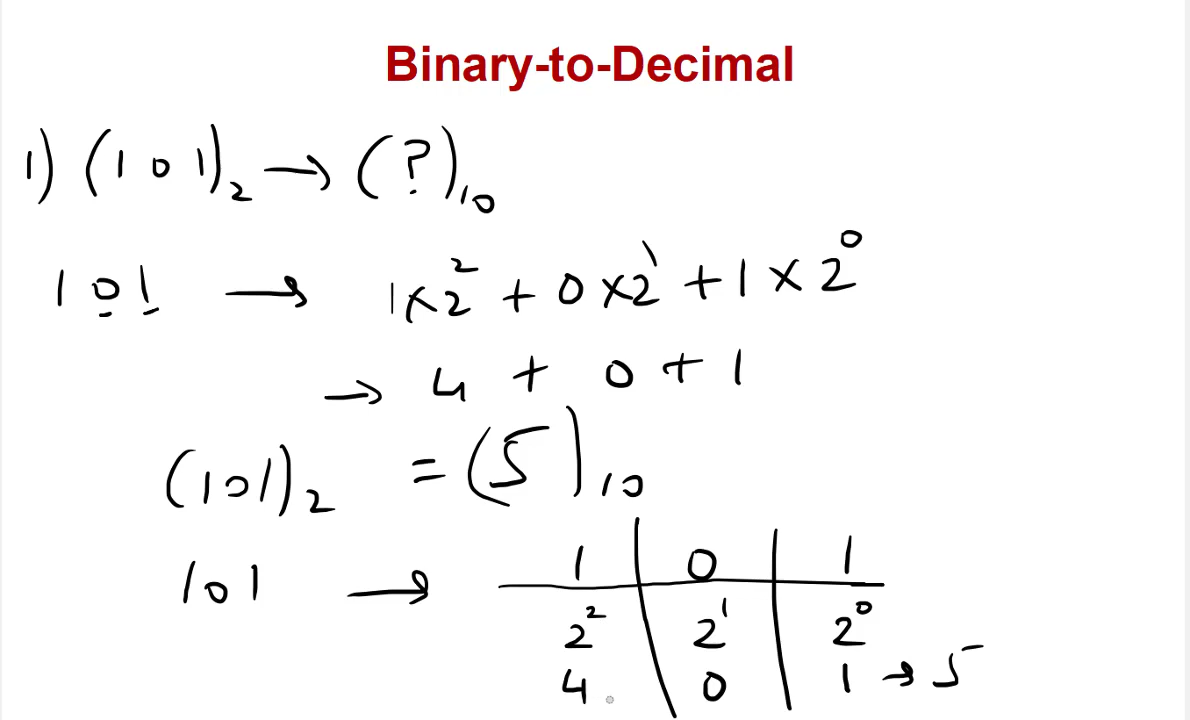 Binary-to-Decimal
1) (1 0 1)₂ → (?)₁₀
1 0 1 → 1×2² + 0×2¹ + 1×2⁰
→ 4 + 0 + 1
(101)₂ = (5)₁₀
101 → 1 | 0 | 1
2² | 2¹ | 2⁰
4 | 0 | 1 → 5